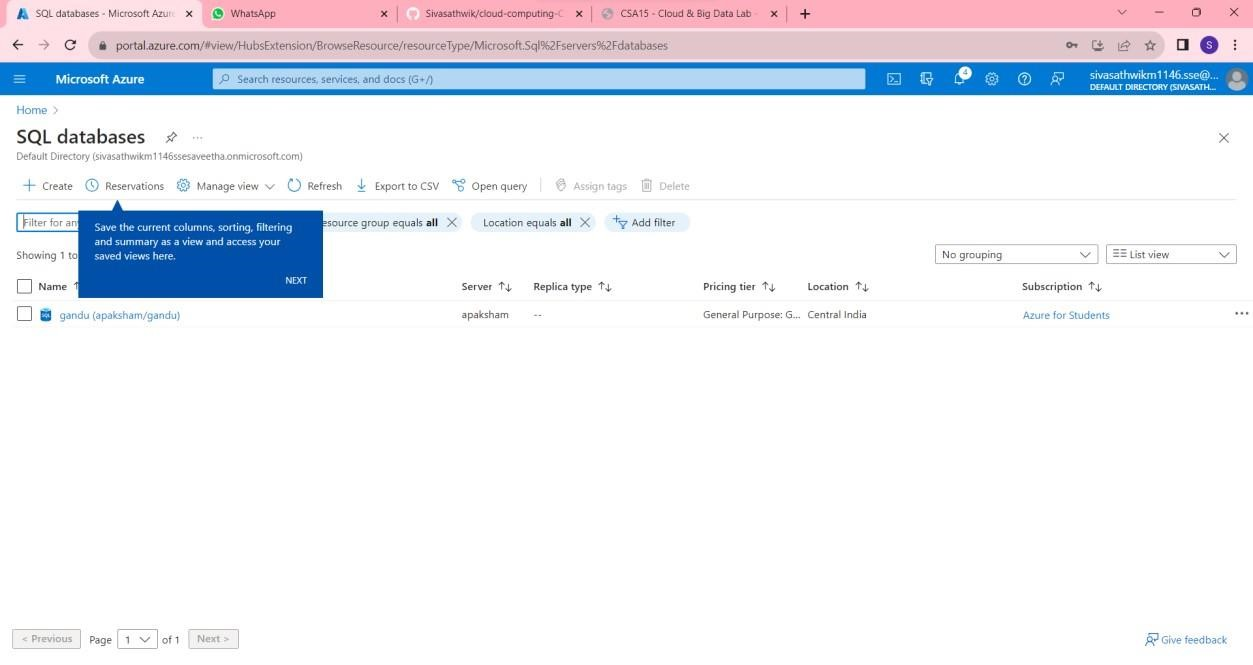 SQL databases - Microsoft Azure
WhatsApp
Sivasathwik/cloud-computing-C
CSA15 - Cloud & Big Data Lab -
portal.azure.com/#view/HubsExtension/BrowseResource/resourceType/Microsoft.Sql%2Fservers%2Fdatabases
S
Microsoft Azure
Search resources, services, and docs (G+/)
4
sivasathwikm1146.sse@...
DEFAULT DIRECTORY (SIVASATH...
Home >
SQL databases
...
Default Directory (sivasathwikm1146ssesaveetha.onmicrosoft.com)
Create
Reservations
Manage view
Refresh
Export to CSV
Open query
Assign tags
Delete
Filter for an
esource group equals all
Location equals all
Add filter
Save the current columns, sorting, filtering
and summary as a view and access your
saved views here.
NEXT
Showing 1 to
No grouping
List view
Name
Server
Replica type
Pricing tier
Location
Subscription
SQL
gandu (apaksham/gandu)
apaksham
--
General Purpose: G...
Central India
Azure for Students
...
< Previous
Page
1
of 1
Next >
Give feedback